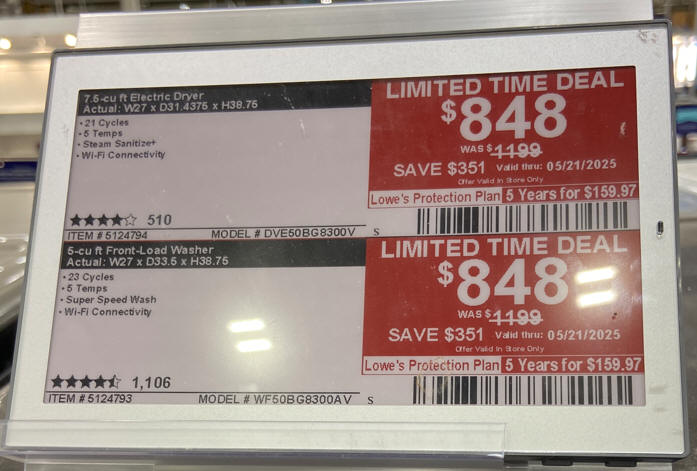 7.5-cu ft Electric Dryer
Actual: W27 x D31.4375 x H38.75
• 21 Cycles
• 5 Temps
• Steam Sanitize+
• Wi-Fi Connectivity
510
ITEM # 5124794 MODEL # DVE50BG8300V S
LIMITED TIME DEAL
$848
WAS $1199
SAVE $351 Valid thru: 05/21/2025
Offer Valid In Store Only
Lowe's Protection Plan 5 Years for $159.97
5-cu ft Front-Load Washer
Actual: W27 x D33.5 x H38.75
• 23 Cycles
• 5 Temps
• Super Speed Wash
• Wi-Fi Connectivity
1,106
ITEM # 5124793 MODEL # WF50BG8300AV S
LIMITED TIME DEAL
$848
WAS $1199
SAVE $351 Valid thru: 05/21/2025
Offer Valid In Store Only
Lowe's Protection Plan 5 Years for $159.97